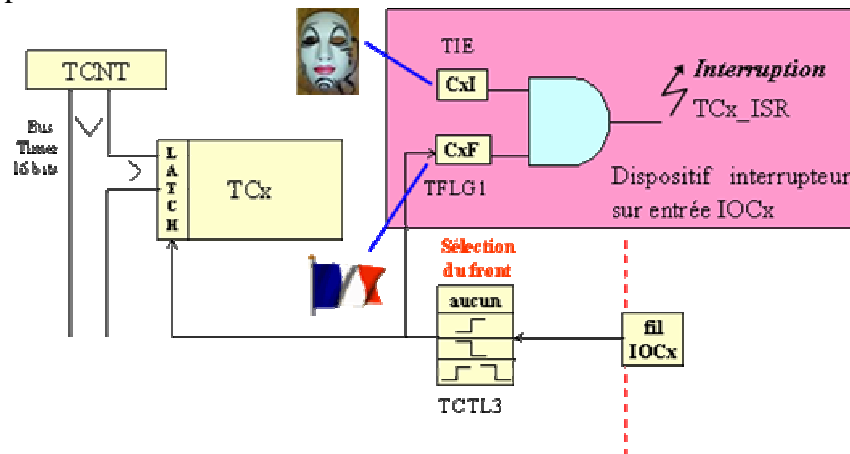 TCNT
Bus
Timer
16 bits
LATCH
TCx
TIE
CxI
CxF
TFLG1
Interruption
TCx_ISR
Dispositif interrupteur
sur entrée IOCx
Sélection
du front
aucun
TCTL3
fil
IOCx